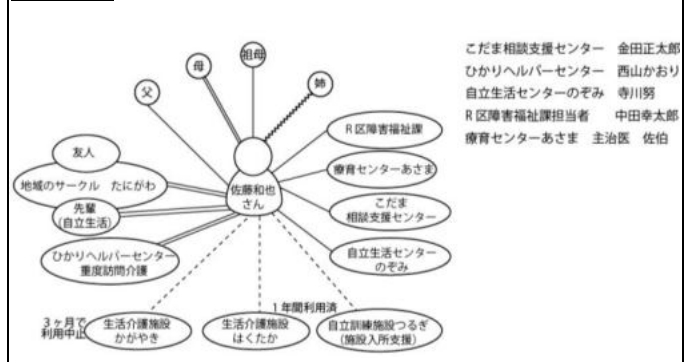 父
母
祖母
姉
こだま相談支援センター　金田正太郎
ひかりヘルパーセンター　西山かおり
自立生活センターのぞみ　寺川努
R区障害福祉課担当者　中田幸太郎
療育センターあさま　主治医　佐伯
友人
地域のサークル　たにがわ
先輩
(自立生活)
ひかりヘルパーセンター
重度訪問介護
佐藤和也
さん
R区障害福祉課
療育センターあさま
こだま
相談支援センター
自立生活センター
のぞみ
3ヶ月で
利用中止
生活介護施設
かがやき
生活介護施設
はくたか
1年間利用済
自立訓練施設つるぎ
(施設入所支援)